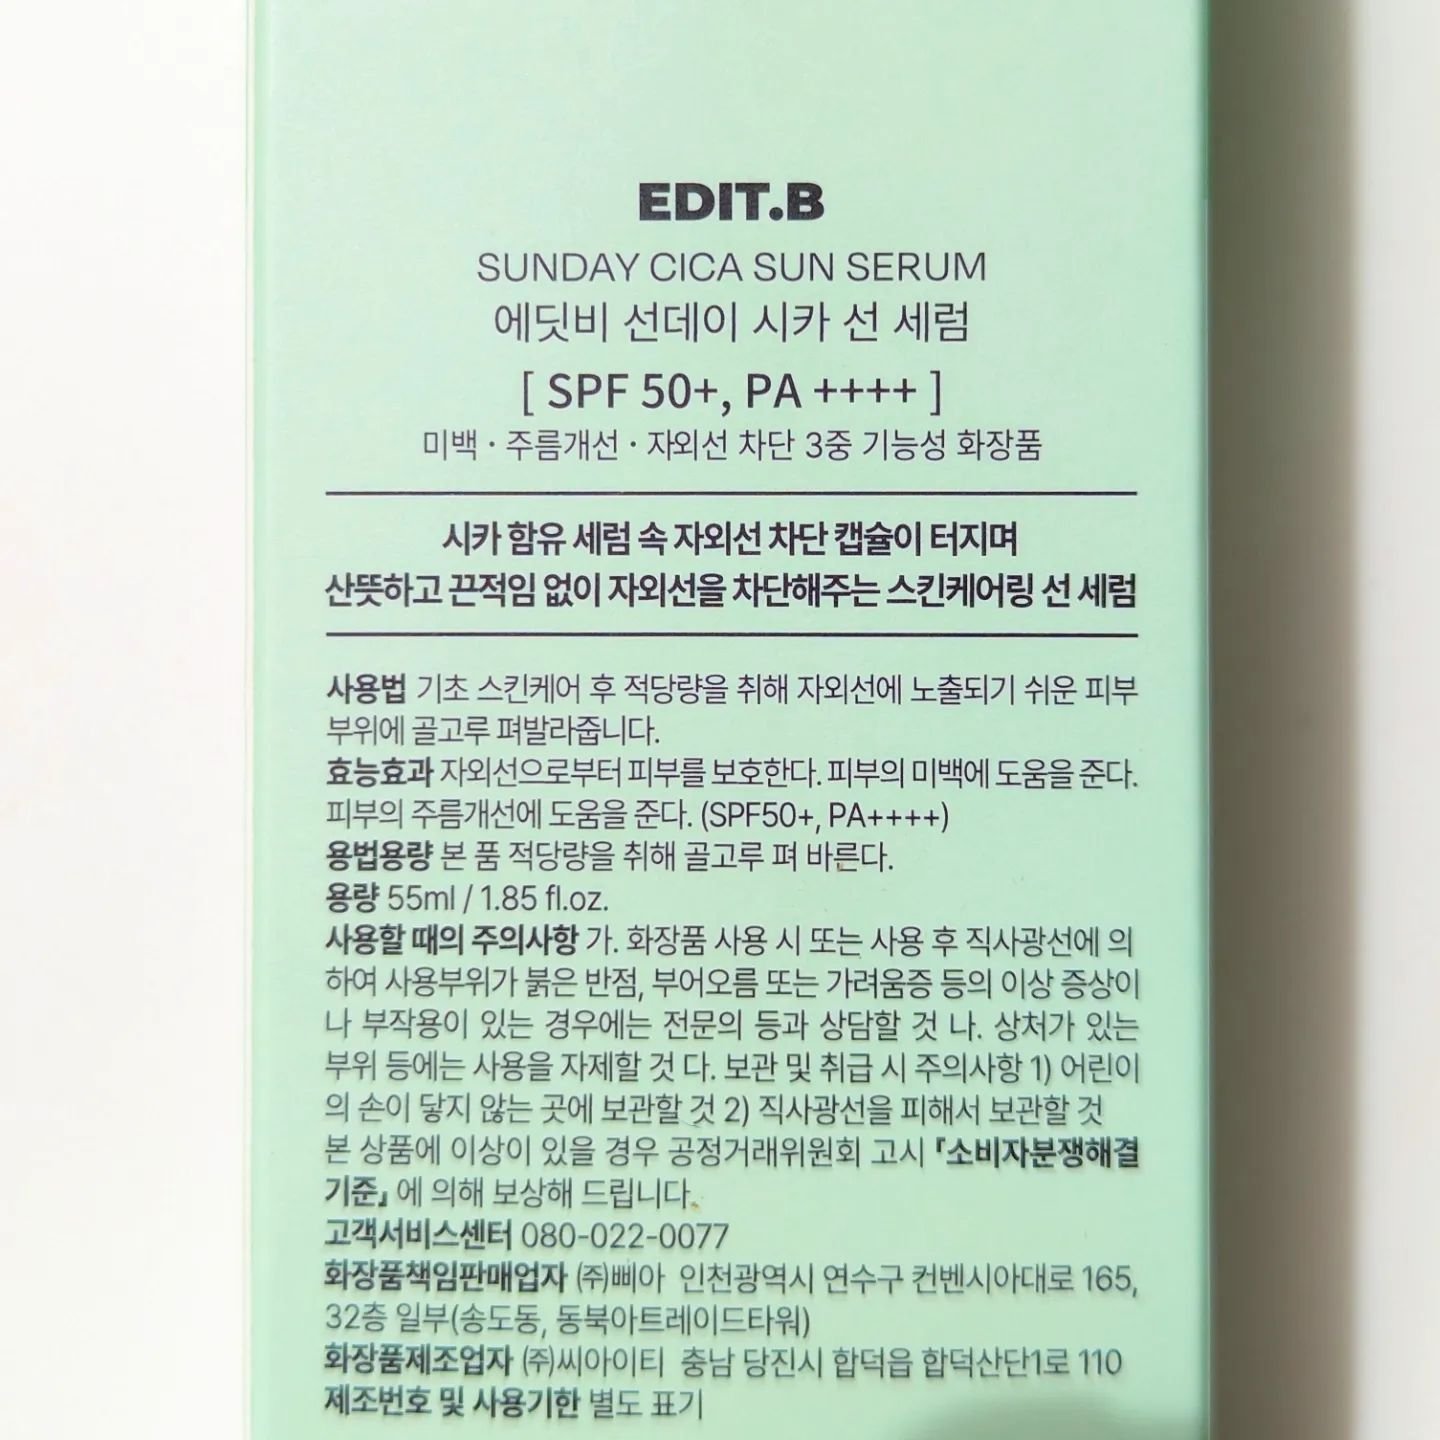 EDIT.B
SUNDAY CICA SUN SERUM
에딧비 선데이 시카 선 세럼
[ SPF 50+, PA ++++ ]
미백 · 주름개선 · 자외선 차단 3중 기능성 화장품
시카 함유 세럼 속 자외선 차단 캡슐이 터지며
산뜻하고 끈적임 없이 자외선을 차단해주는 스킨케어링 선 세럼
사용법 기초 스킨케어 후 적당량을 취해 자외선에 노출되기 쉬운 피부
부위에 골고루 펴발라줍니다.
효능효과 자외선으로부터 피부를 보호한다. 피부의 미백에 도움을 준다.
피부의 주름개선에 도움을 준다. (SPF50+, PA++++)
용법용량 본 품 적당량을 취해 골고루 펴 바른다.
용량 55ml / 1.85 fl.oz.
사용할 때의 주의사항 가. 화장품 사용 시 또는 사용 후 직사광선에 의
하여 사용부위가 붉은 반점, 부어오름 또는 가려움증 등의 이상 증상이
나 부작용이 있는 경우에는 전문의 등과 상담할 것 나. 상처가 있는
부위 등에는 사용을 자제할 것 다. 보관 및 취급 시 주의사항 1) 어린이
의 손이 닿지 않는 곳에 보관할 것 2) 직사광선을 피해서 보관할 것
본 상품에 이상이 있을 경우 공정거래위원회 고시 『소비자분쟁해결
기준』에 의해 보상해 드립니다.
고객서비스센터 080-022-0077
화장품책임판매업자 ㈜삐아 인천광역시 연수구 컨벤시아대로 165,
32층 일부(송도동, 동북아트레이드타워)
화장품제조업자 ㈜씨아이티 충남 당진시 합덕읍 합덕산단1로 110
제조번호 및 사용기한 별도 표기